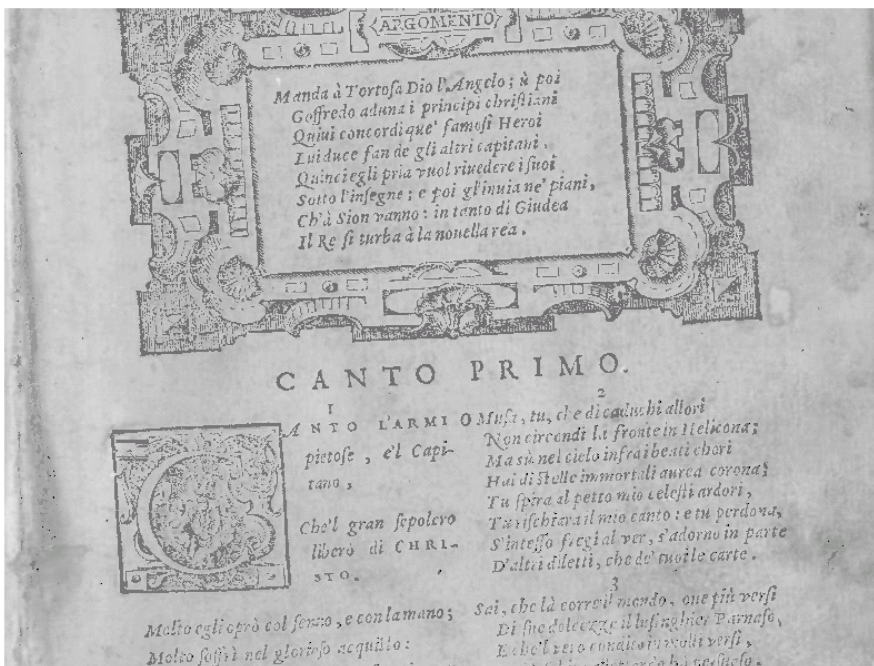 ARGOMENTO
Manda à Tortosa Dio l'Angelo; ù poi
Goffredo aduna i principi christiani
Quiui concordi que' famosi Heroi
Lui duce fan de gli altri capitani.
Quinci egli pria vuol riuedere i suoi
Sotto l'insegne; e poi gl'inuia ne' piani,
Ch'à Sion vanno: in tanto di Giudea
Il Re si turba à la nouella rea.
CANTO PRIMO.
1
CANTO L'ARMI
pietose, e'l Capi-
tano,
Che'l gran sepolcro
liberò di CHRI-
STO.
Molto egli oprò col senno, e con la mano;
Molto soffrì nel glorioso acquisto:
2
O Musa, tu, che di caduchi allori
Non circondi la fronte in Helicona;
Ma sù nel cielo infra i beati chori
Hai di stelle immortali aurea corona;
Tu spira al petto mio celesti ardori,
Tu rischiara il mio canto: e tu perdona,
S'intesso fregi al ver, s'adorno in parte
D'altri diletti, che de' tuoi le carte.
3
Sai, che là corre il mondo, oue più versi
Di sue dolcezze il lusinghier Parnaso,
E che'l vero condito in molli versi,